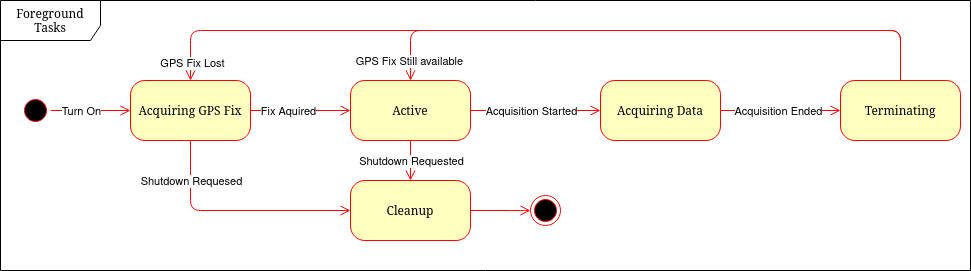 Foreground
Tasks
GPS Fix Lost
GPS Fix Still available
Turn On
Acquiring GPS Fix
Fix Aquired
Active
Acquisition Started
Acquiring Data
Acquisition Ended
Terminating
Shutdown Requested
Shutdown Requesed
Cleanup